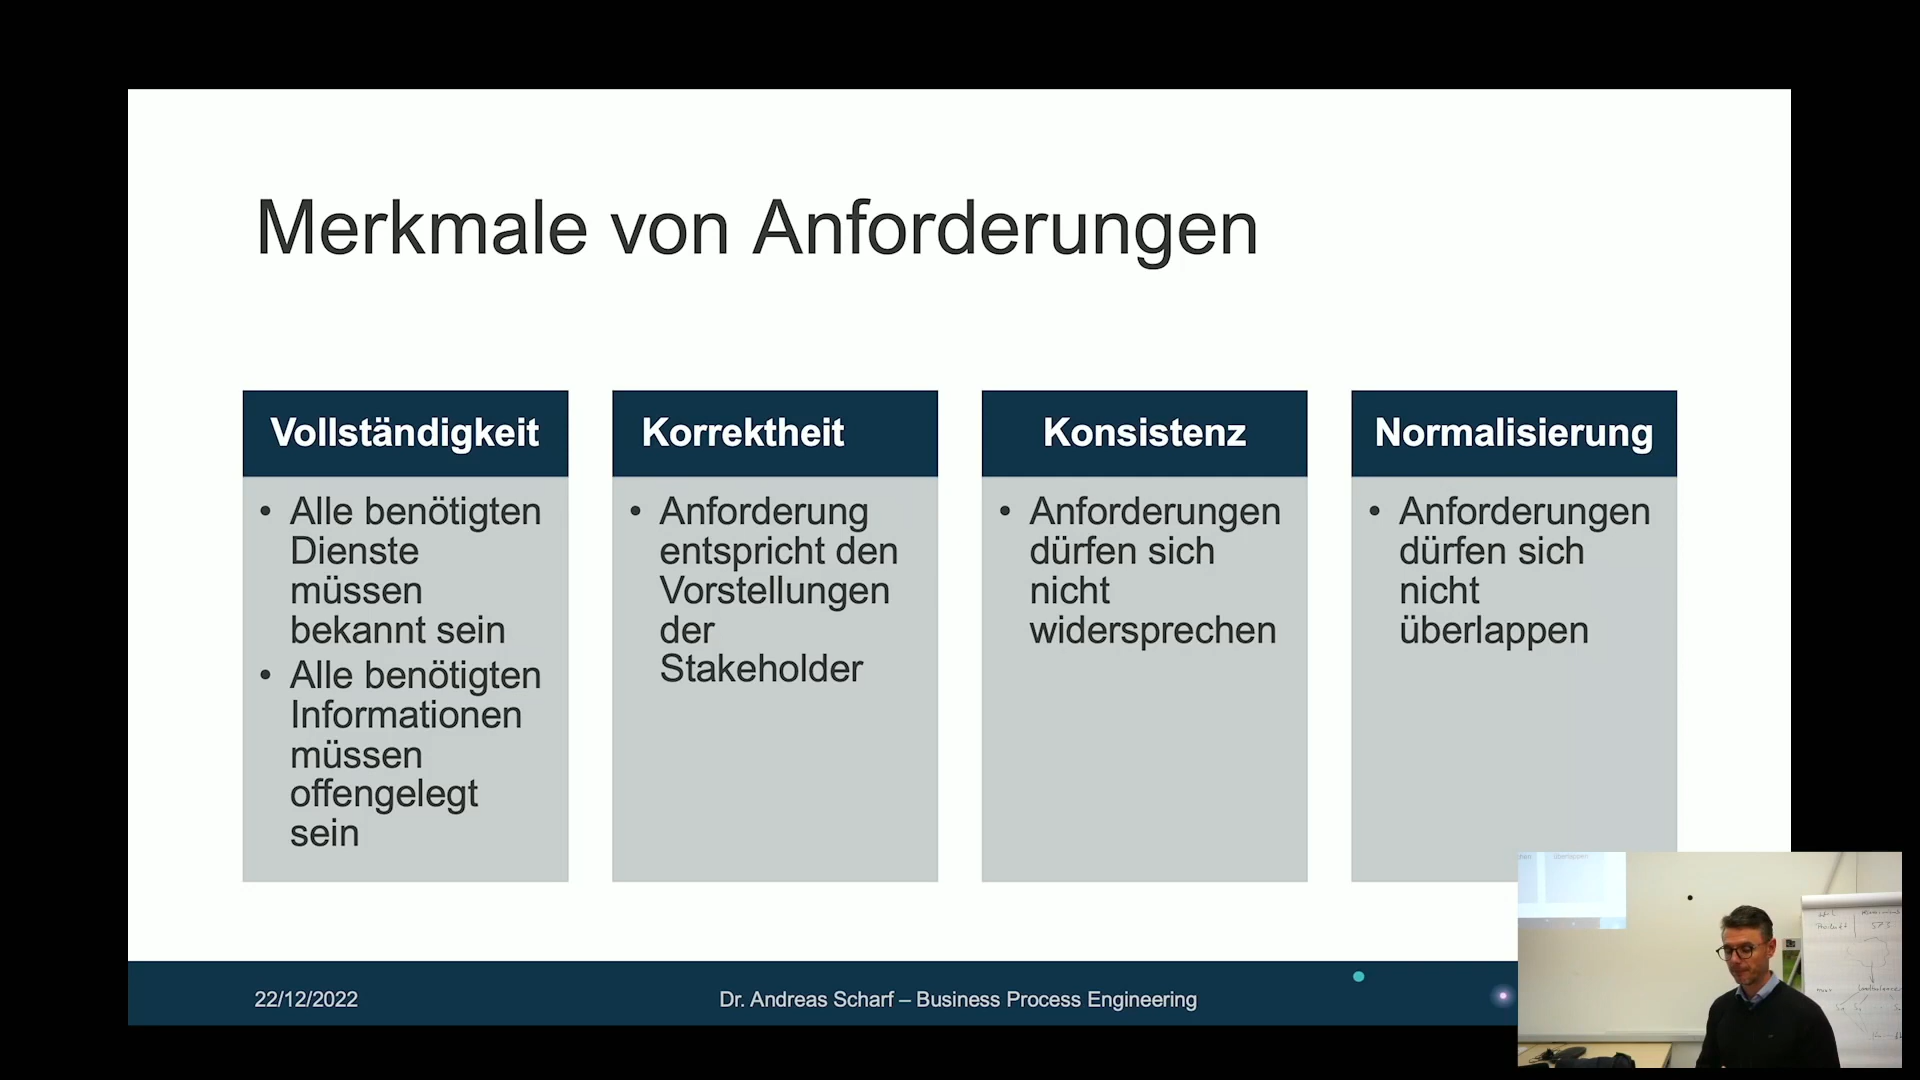 Merkmale von Anforderungen
Vollständigkeit
• Alle benötigten
Dienste
müssen
bekannt sein
• Alle benötigten
Informationen
müssen
offengelegt
sein
Korrektheit
• Anforderung
entspricht den
Vorstellungen
der
Stakeholder
Konsistenz
• Anforderungen
dürfen sich
nicht
widersprechen
Normalisierung
• Anforderungen
dürfen sich
nicht
überlappen
22/12/2022
Dr. Andreas Scharf – Business Process Engineering
überlappen